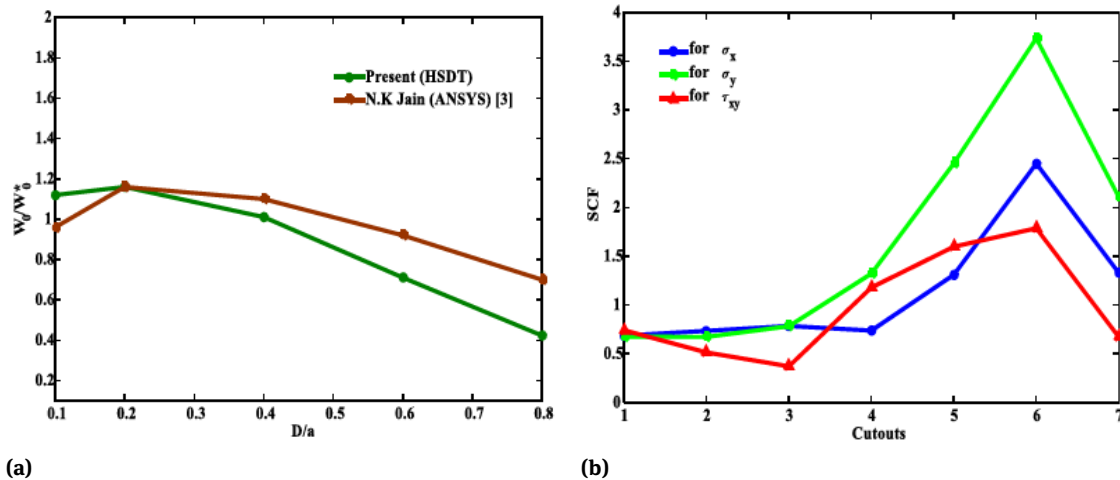 2
1.8
1.6
1.4
1.2
1
0.8
0.6
0.4
0.2
W₀/W*₀
Present (HSDT)
N.K Jain (ANSYS) [3]
0.1 0.2 0.3 0.4 0.5 0.6 0.7 0.8
D/a
(a)
4
3.5
3
2.5
2
1.5
1
0.5
0
SCF
for σx
for σy
for τxy
1 2 3 4 5 6 7
Cutouts
(b)